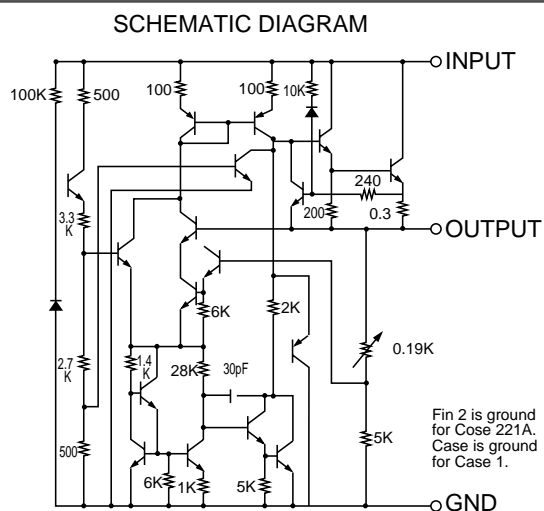 SCHEMATIC DIAGRAM
INPUT
100K
500
100
100
10K
240
200
0.3
3.3
K
OUTPUT
6K
2K
0.19K
2.7
K
1.4
K
28K
30pF
Fin 2 is ground
for Cose 221A.
Case is ground
for Case 1.
5K
500
6K
1K
5K
GND